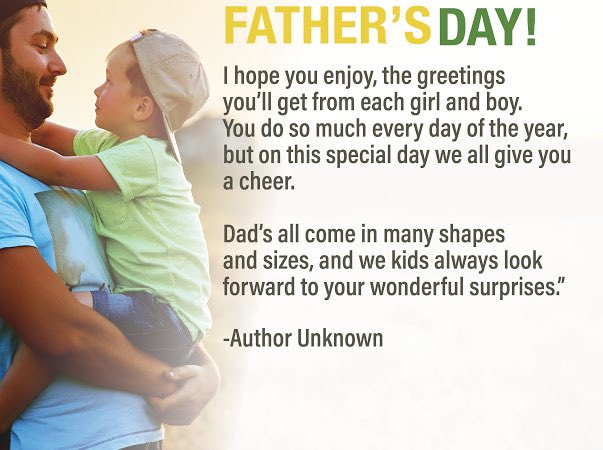 FATHER'S DAY!
I hope you enjoy, the greetings
you'll get from each girl and boy.
You do so much every day of the year,
but on this special day we all give you
a cheer.
Dad's all come in many shapes
and sizes, and we kids always look
forward to your wonderful surprises."
-Author Unknown